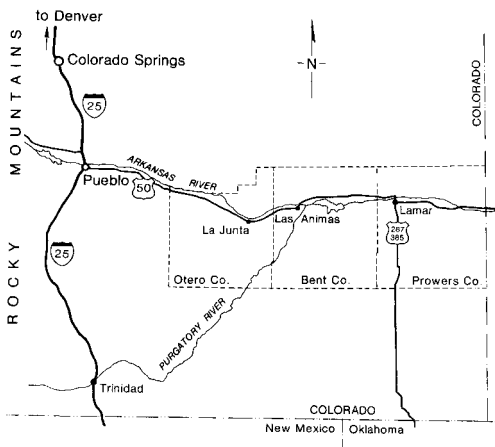 to Denver
Colorado Springs
-N-
COLORADO
25
ROCKY MOUNTAINS
ARKANSAS RIVER
Pueblo
50
La Junta
Las Animas
Lamar
287
385
25
Otero Co.
Bent Co.
Prowers Co.
PURGATORY RIVER
Trinidad
COLORADO
New Mexico
Oklahoma